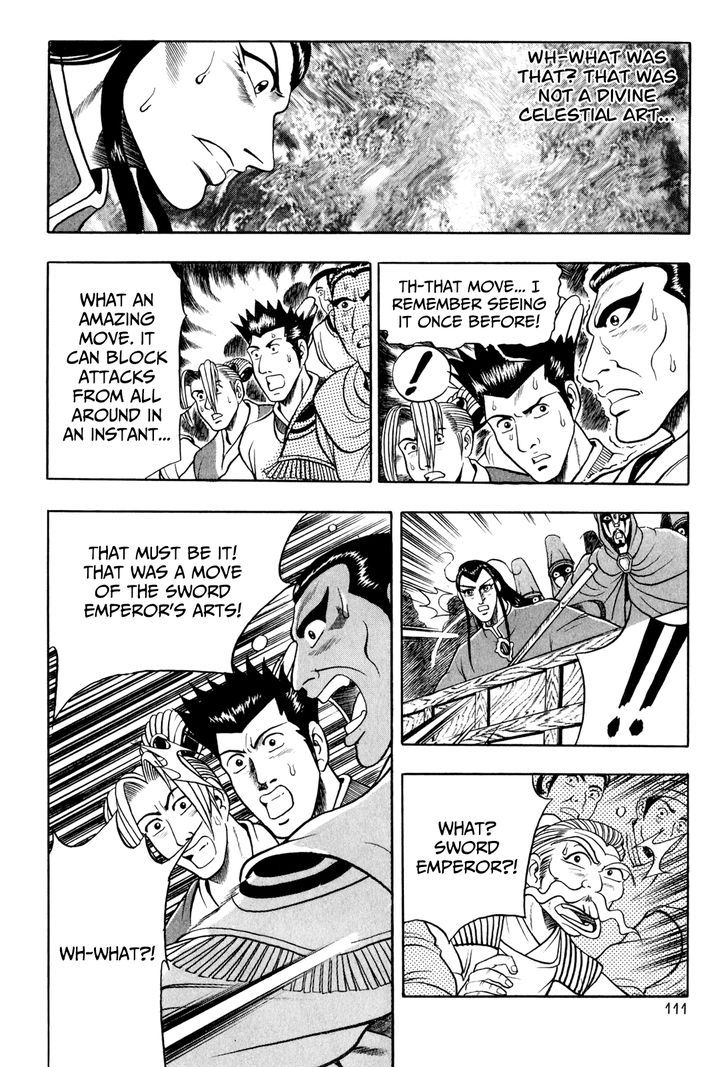 WH-WHAT WAS
THAT? THAT WAS
NOT A DIVINE
CELESTIAL ART...
TH-THAT MOVE... I
REMEMBER SEEING
IT ONCE BEFORE!
!
WHAT AN
AMAZING
MOVE. IT
CAN BLOCK
ATTACKS
FROM ALL
AROUND IN
AN INSTANT...
!!
THAT MUST BE IT!
THAT WAS A MOVE
OF THE SWORD
EMPEROR'S ARTS!
WH-WHAT?!
WHAT?
SWORD
EMPEROR?!
111